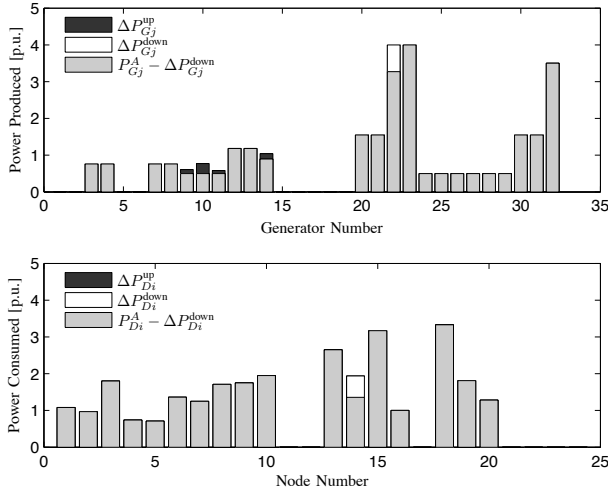 Power Produced [p.u.]
5
4
3
2
1
0
ΔP_{Gj}^{up}
ΔP_{Gj}^{down}
P_{Gj}^{A} − ΔP_{Gj}^{down}
0 5 10 15 20 25 30 35
Generator Number
Power Consumed [p.u.]
5
4
3
2
1
0
ΔP_{Di}^{up}
ΔP_{Di}^{down}
P_{Di}^{A} − ΔP_{Di}^{down}
0 5 10 15 20 25
Node Number